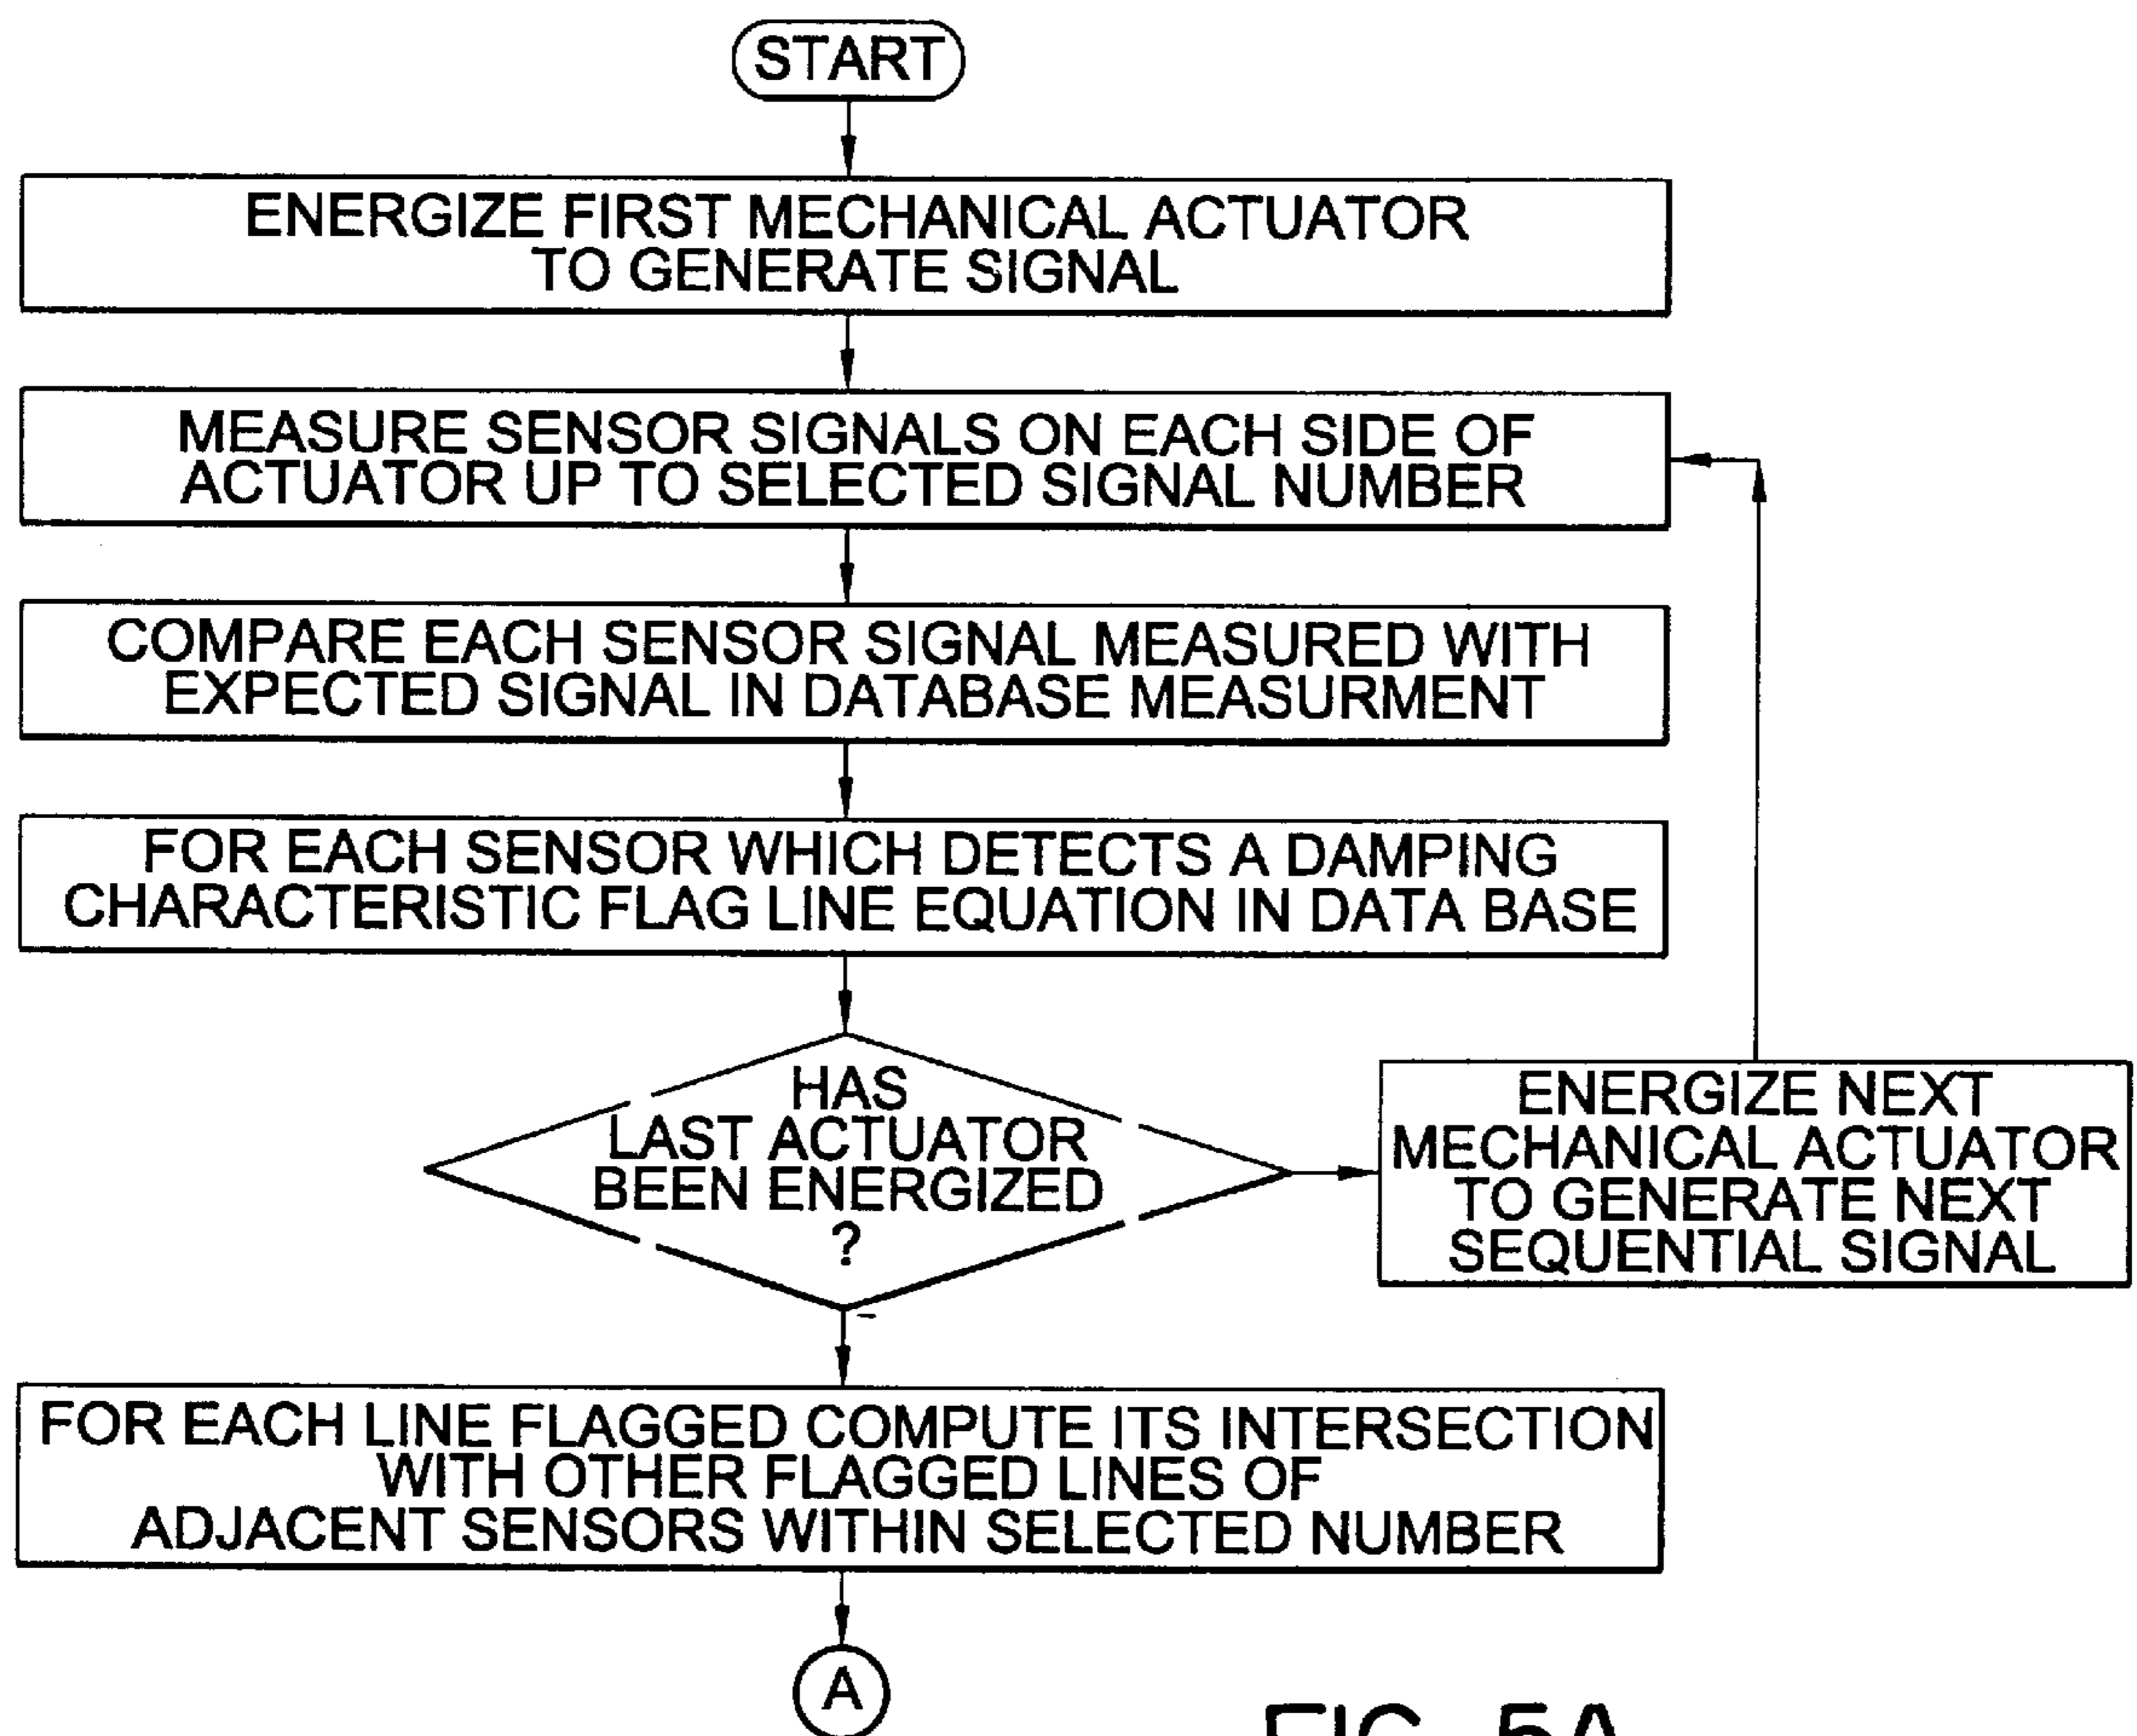 START
ENERGIZE FIRST MECHANICAL ACTUATOR
TO GENERATE SIGNAL
MEASURE SENSOR SIGNALS ON EACH SIDE OF
ACTUATOR UP TO SELECTED SIGNAL NUMBER
COMPARE EACH SENSOR SIGNAL MEASURED WITH
EXPECTED SIGNAL IN DATABASE MEASURMENT
FOR EACH SENSOR WHICH DETECTS A DAMPING
CHARACTERISTIC FLAG LINE EQUATION IN DATA BASE
HAS
LAST ACTUATOR
BEEN ENERGIZED
?
ENERGIZE NEXT
MECHANICAL ACTUATOR
TO GENERATE NEXT
SEQUENTIAL SIGNAL
FOR EACH LINE FLAGGED COMPUTE ITS INTERSECTION
WITH OTHER FLAGGED LINES OF
ADJACENT SENSORS WITHIN SELECTED NUMBER
A
FIG. 5A